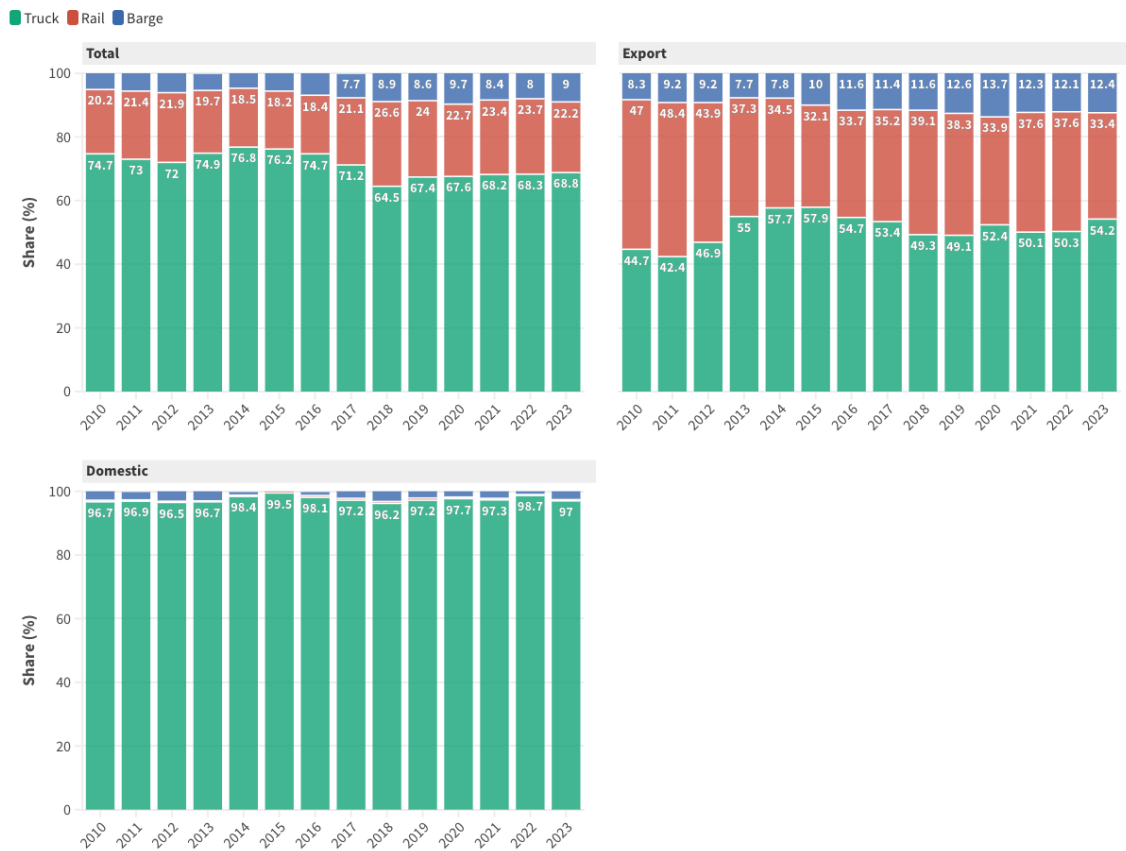 Truck Rail Barge
Total
Export
100 7.7 8.9 8.6 9.7 8.4 8 9
20.2 21.4 21.9 19.7 18.5 18.2 18.4 21.1 26.6 24 22.7 23.4 23.7 22.2
80
74.7 73 72 74.9 76.8 76.2 74.7 71.2 64.5 67.4 67.6 68.2 68.3 68.8
60
Share (%)
40
20
0
2010 2011 2012 2013 2014 2015 2016 2017 2018 2019 2020 2021 2022 2023
8.3 9.2 9.2 7.7 7.8 10 11.6 11.4 11.6 12.6 13.7 12.3 12.1 12.4
47 48.4 43.9 37.3 34.5 32.1 33.7 35.2 39.1 38.3 33.9 37.6 37.6 33.4
44.7 42.4 46.9 55 57.7 57.9 54.7 53.4 49.3 49.1 52.4 50.1 50.3 54.2
2010 2011 2012 2013 2014 2015 2016 2017 2018 2019 2020 2021 2022 2023
Domestic
100
96.7 96.9 96.5 96.7 98.4 99.5 98.1 97.2 96.2 97.2 97.7 97.3 98.7 97
80
60
Share (%)
40
20
0
2010 2011 2012 2013 2014 2015 2016 2017 2018 2019 2020 2021 2022 2023